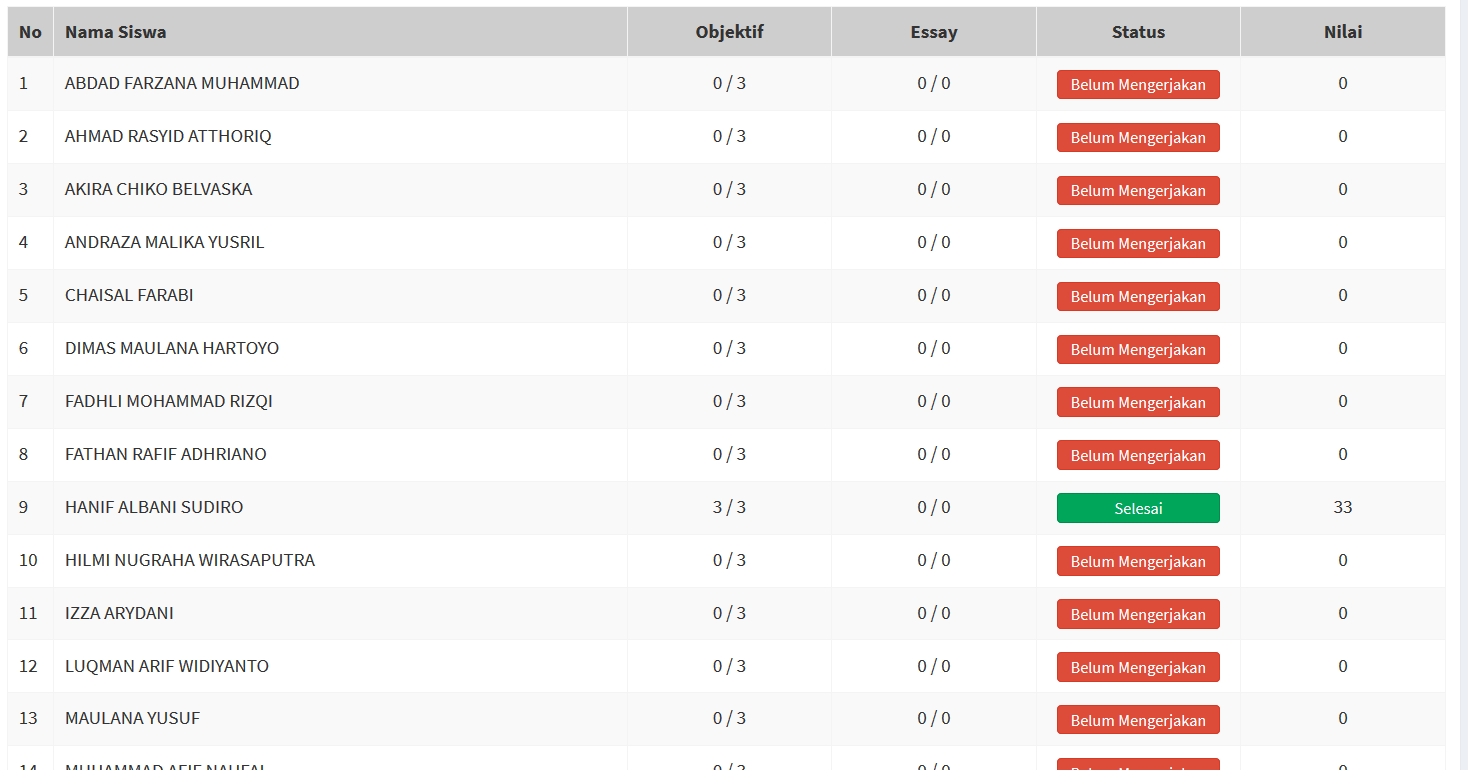 No Nama Siswa Objektif Essay Status Nilai
1 ABDAD FARZANA MUHAMMAD 0 / 3 0 / 0 Belum Mengerjakan 0
2 AHMAD RASYID ATTHORIQ 0 / 3 0 / 0 Belum Mengerjakan 0
3 AKIRA CHIKO BELVASKA 0 / 3 0 / 0 Belum Mengerjakan 0
4 ANDRAZA MALIKA YUSRIL 0 / 3 0 / 0 Belum Mengerjakan 0
5 CHAISAL FARABI 0 / 3 0 / 0 Belum Mengerjakan 0
6 DIMAS MAULANA HARTOYO 0 / 3 0 / 0 Belum Mengerjakan 0
7 FADHLI MOHAMMAD RIZQI 0 / 3 0 / 0 Belum Mengerjakan 0
8 FATHAN RAFIF ADHRIANO 0 / 3 0 / 0 Belum Mengerjakan 0
9 HANIF ALBANI SUDIRO 3 / 3 0 / 0 Selesai 33
10 HILMI NUGRAHA WIRASAPUTRA 0 / 3 0 / 0 Belum Mengerjakan 0
11 IZZA ARYDANI 0 / 3 0 / 0 Belum Mengerjakan 0
12 LUQMAN ARIF WIDIYANTO 0 / 3 0 / 0 Belum Mengerjakan 0
13 MAULANA YUSUF 0 / 3 0 / 0 Belum Mengerjakan 0